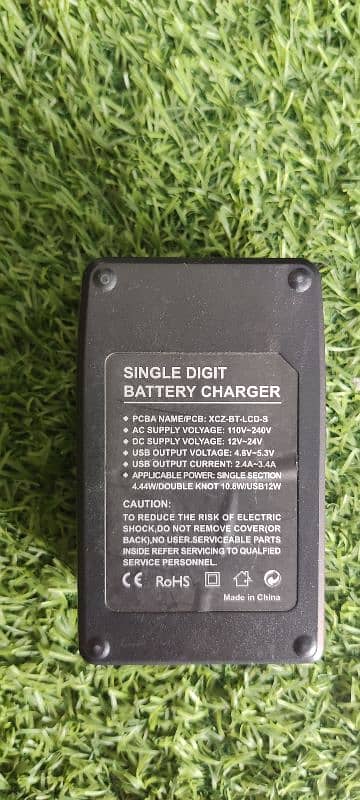 SINGLE DIGIT
BATTERY CHARGER
◆ PCBA NAME/PCB: XCZ-BT-LCD-S
◆ AC SUPPLY VOLYAGE: 110V~240V
◆ DC SUPPLY VOLYAGE: 12V~24V
◆ USB OUTPUT VOLTAGE: 4.8V~5.3V
◆ USB OUTPUT CURRENT: 2.4A~3.4A
◆ APPLICABLE POWER: SINGLE SECTION
4.44W/DOUBLE KNOT 10.8W/USB12W
CAUTION:
TO REDUCE THE RISK OF ELECTRIC
SHOCK,DO NOT REMOVE COVER(OR
BACK),NO USER.SERVICEABLE PARTS
INSIDE REFER SERVICING TO QUALFIED
SERVICE PERSONNEL.
CE RoHS
Made in China